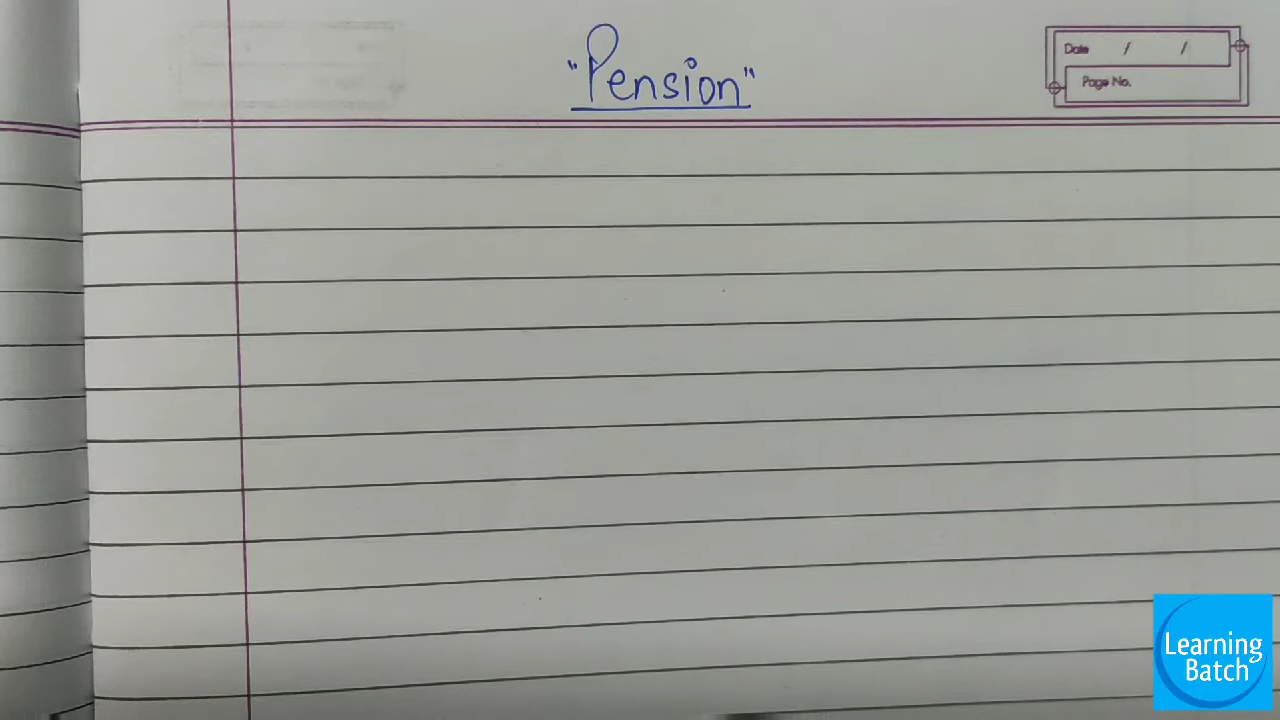 "Pension"
Date / /
Page No.
Learning
Batch